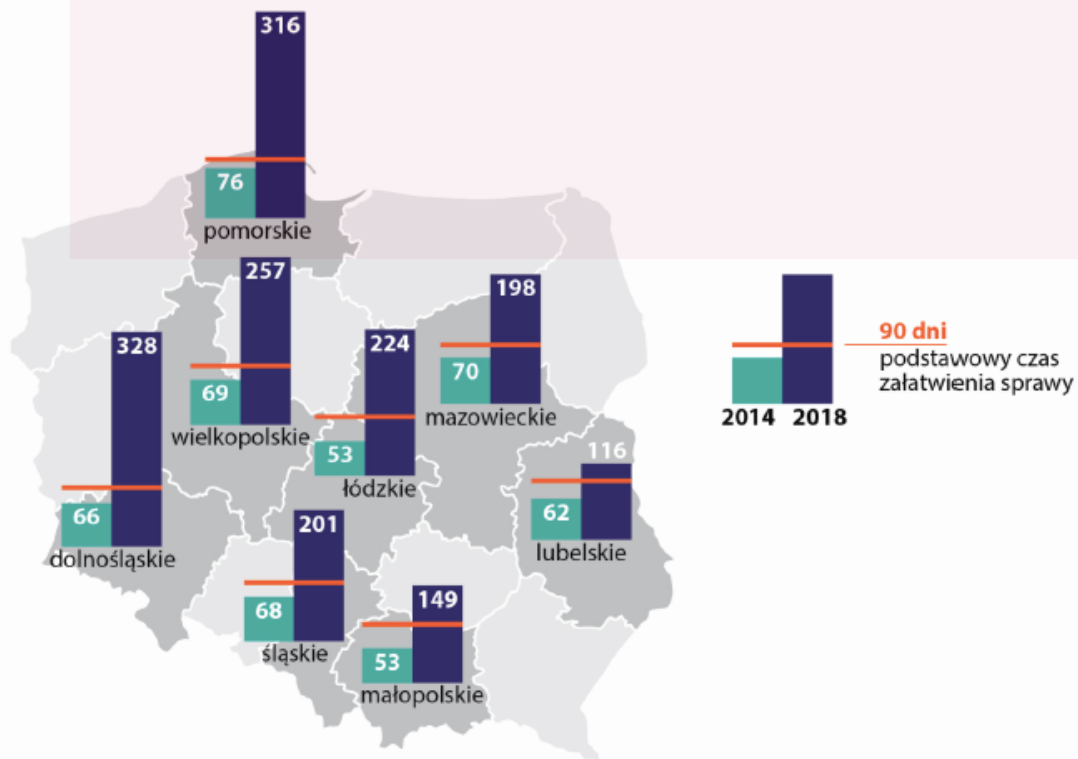 316
76
pomorskie
257
69
wielkopolskie
198
70
mazowieckie
328
66
dolnośląskie
224
53
łódzkie
116
62
lubelskie
201
68
śląskie
149
53
małopolskie
90 dni
podstawowy czas
załatwienia sprawy
2014 2018